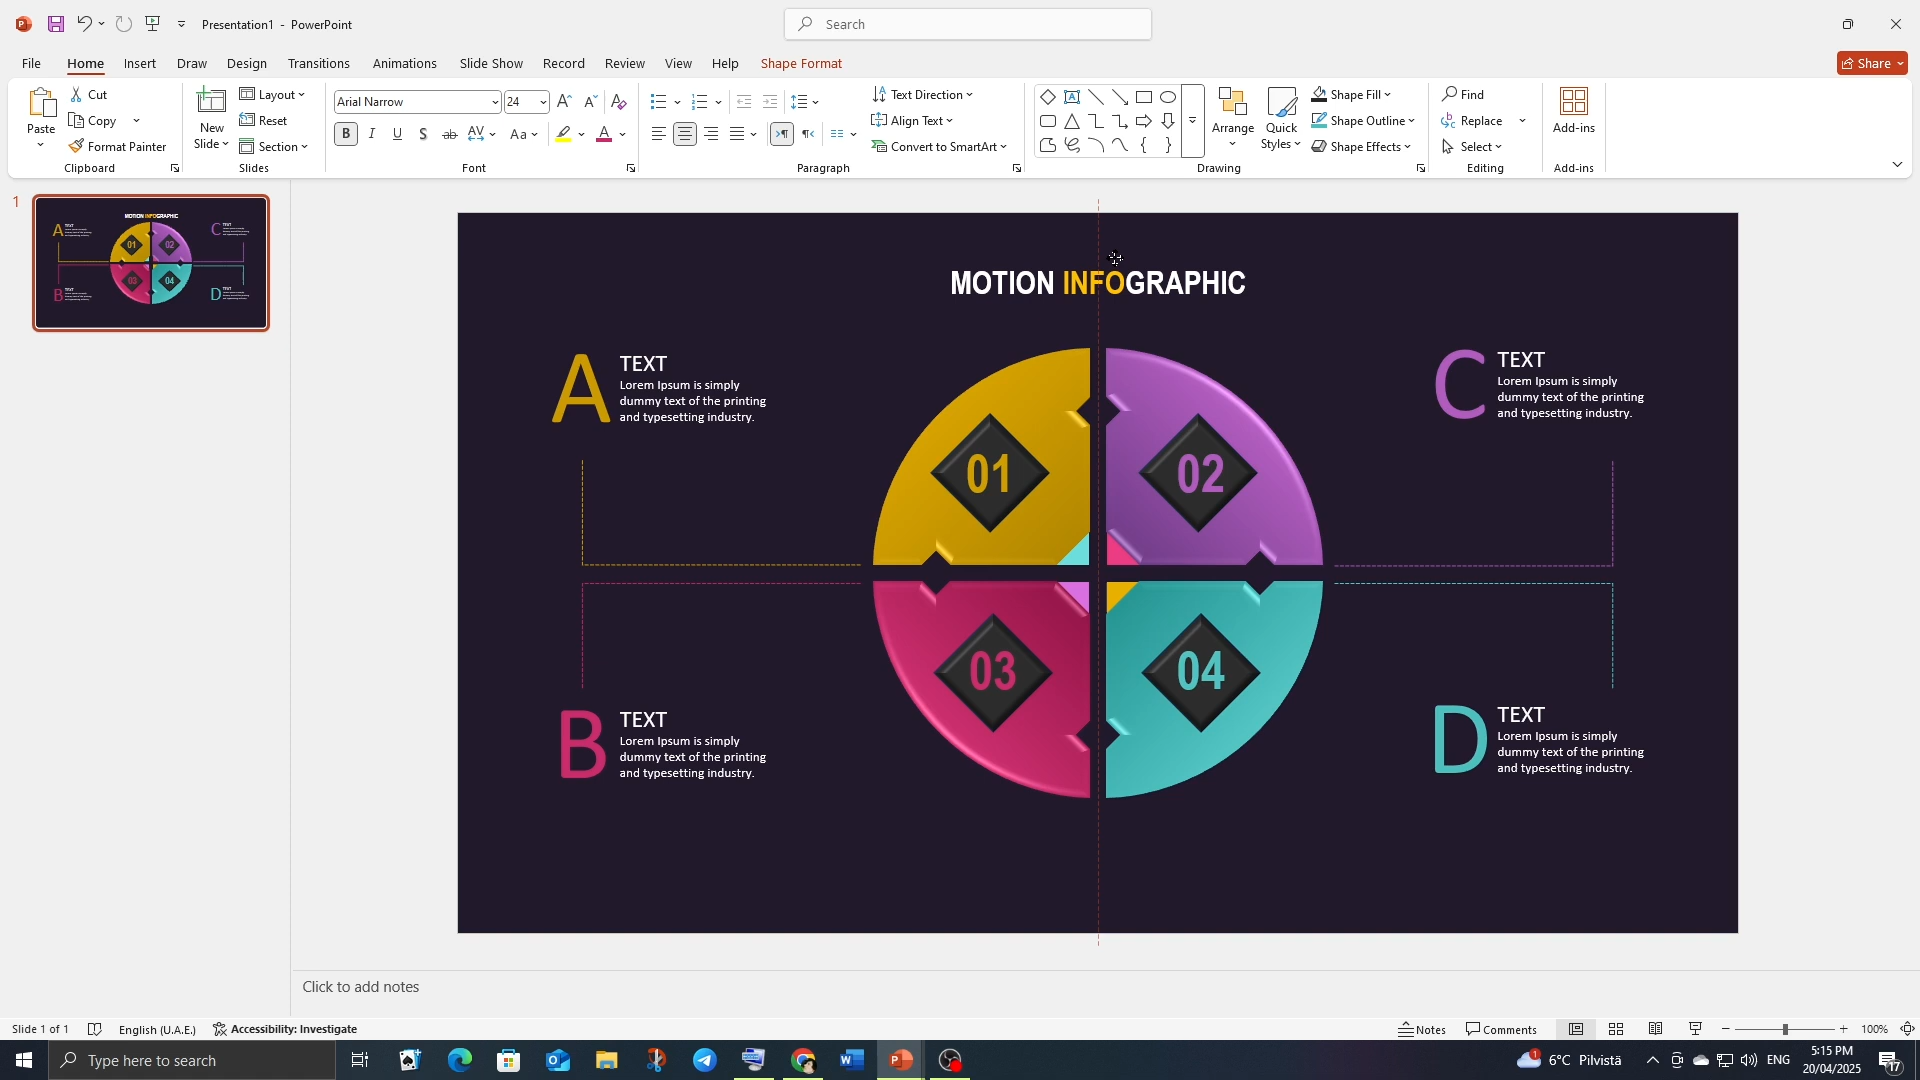 Presentation1 - PowerPoint
Search
File Home Insert Draw Design Transitions Animations Slide Show Record Review View Help Shape Format
Share
Paste
Cut
Copy
Format Painter
Clipboard
New
Slide
Layout
Reset
Section
Slides
Arial Narrow 24
Font
Text Direction
Align Text
Convert to SmartArt
Paragraph
Arrange
Quick
Styles
Shape Fill
Shape Outline
Shape Effects
Drawing
Find
Replace
Select
Editing
Add-ins
Add-ins
1
MOTION INFOGRAPHIC
A
TEXT
Lorem Ipsum is simply
dummy text of the printing
and typesetting industry.
C
TEXT
Lorem Ipsum is simply
dummy text of the printing
and typesetting industry.
01
02
03
04
B
TEXT
Lorem Ipsum is simply
dummy text of the printing
and typesetting industry.
D
TEXT
Lorem Ipsum is simply
dummy text of the printing
and typesetting industry.
Click to add notes
Slide 1 of 1 English (U.A.E.) Accessibility: Investigate
Notes Comments 100%
Type here to search
6°C Pilvistä
ENG
5:15 PM
20/04/2025
17